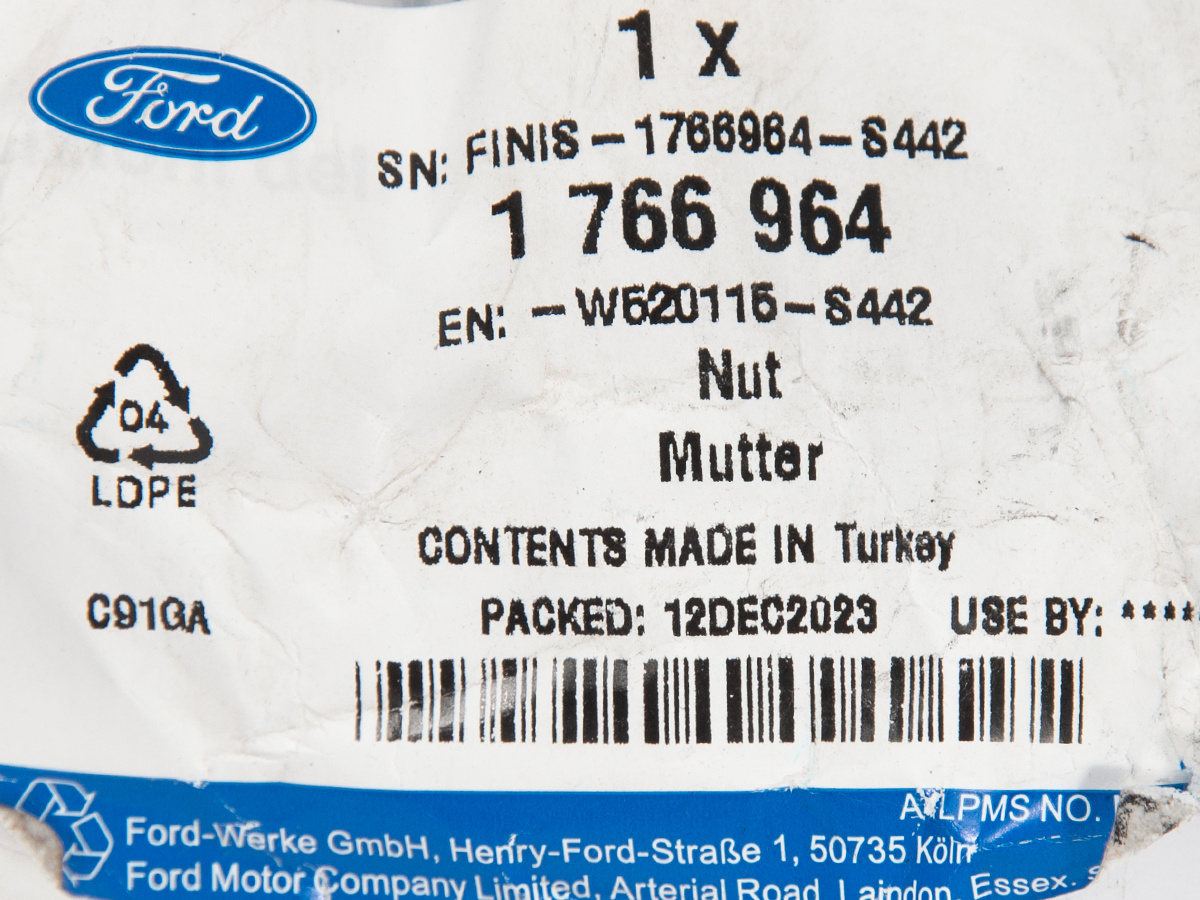 1 x
Ford
SN: FINIS-1766964-S442
1 766 964
EN: -W520115-S442
Nut
04
Mutter
LDPE
CONTENTS MADE IN Turkey
C91GA PACKED: 12DEC2023 USE BY: ****
A/LPMS NO.
Ford-Werke GmbH, Henry-Ford-Straße 1, 50735 Köln
Ford Motor Company Limited, Arterial Road, Laindon, Essex.